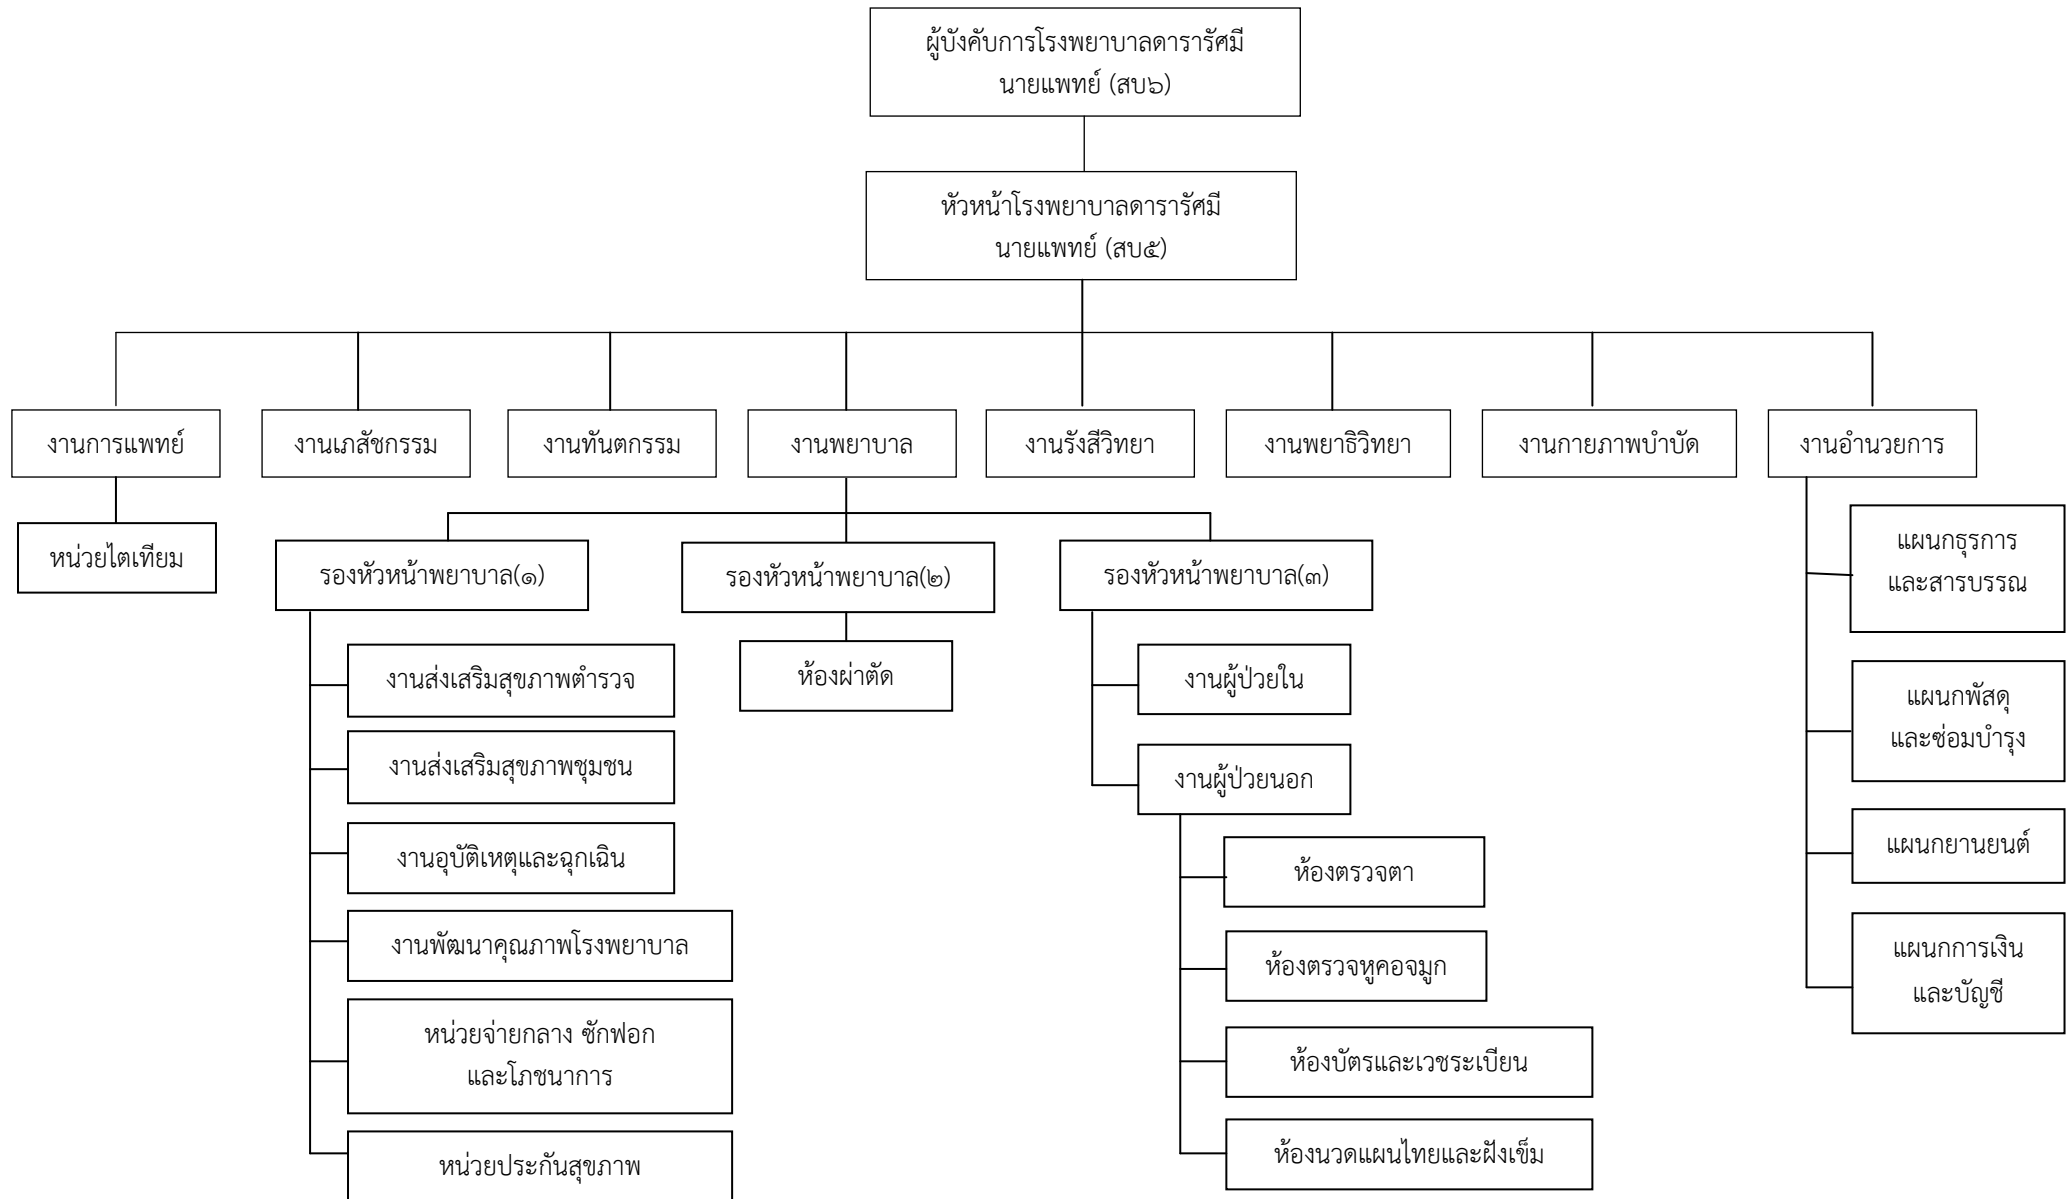 ผู้บังคับการโรงพยาบาลดารารัศมี
นายแพทย์ (สบ๖)
หัวหน้าโรงพยาบาลดารารัศมี
นายแพทย์ (สบ๕)
งานการแพทย์
งานเภสัชกรรม
งานทันตกรรม
งานพยาบาล
งานรังสีวิทยา
งานพยาธิวิทยา
งานกายภาพบำบัด
งานอำนวยการ
หน่วยไตเทียม
รองหัวหน้าพยาบาล(๑)
งานส่งเสริมสุขภาพตำรวจ
งานส่งเสริมสุขภาพชุมชน
งานอุบัติเหตุและฉุกเฉิน
งานพัฒนาคุณภาพโรงพยาบาล
หน่วยจ่ายกลาง ซักฟอก
และโภชนาการ
หน่วยประกันสุขภาพ
รองหัวหน้าพยาบาล(๒)
ห้องผ่าตัด
รองหัวหน้าพยาบาล(๓)
งานผู้ป่วยใน
งานผู้ป่วยนอก
ห้องตรวจตา
ห้องตรวจหูคอจมูก
ห้องบัตรและเวชระเบียน
ห้องนวดแผนไทยและฝังเข็ม
แผนกธุรการ
และสารบรรณ
แผนกพัสดุ
และซ่อมบำรุง
แผนกยานยนต์
แผนกการเงิน
และบัญชี